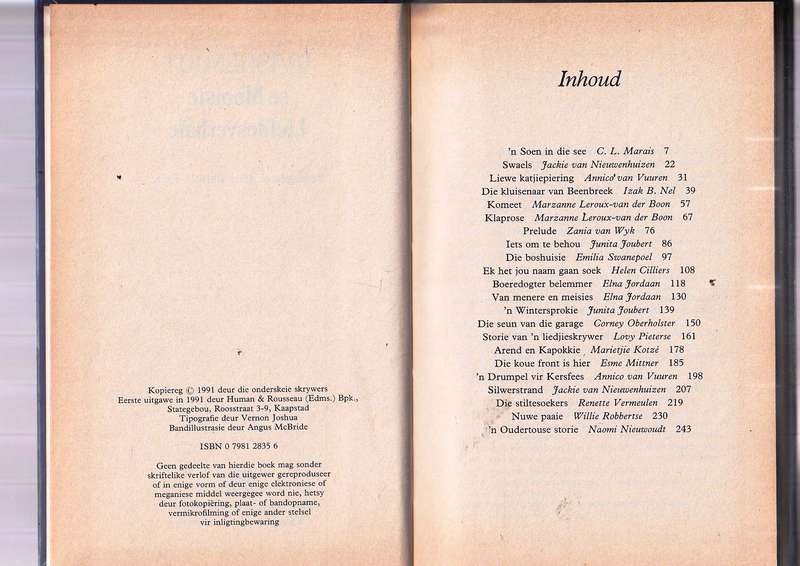 Kopiereg © 1991 deur die onderskeie skrywers
Eerste uitgawe in 1991 deur Human & Rousseau (Edms.) Bpk.,
Stategebou, Roosstraat 3-9, Kaapstad
Tipografie deur Vernon Joshua
Bandillustrasie deur Angus McBride
ISBN 0 7981 2835 6
Geen gedeelte van hierdie boek mag sonder
skriftelike verlof van die uitgewer gereproduseer
of in enige vorm of deur enige elektroniese of
meganiese middel weergegee word nie, hetsy
deur fotokopiëring, plaat- of bandopname,
vermikrofilming of enige ander stelsel
vir inligtingbewaring
Inhoud
'n Soen in die see C. L. Marais 7
Swaels Jackie van Nieuwenhuizen 22
Liewe katjiepiering Annico van Vuuren 31
Die kluisenaar van Beenbreek Izak B. Nel 39
Komeet Marzanne Leroux-van der Boon 57
Klaprose Marzanne Leroux-van der Boon 67
Prelude Zania van Wyk 76
Iets om te behou Junita Joubert 86
Die boshuisie Emilia Swanepoel 97
Ek het jou naam gaan soek Helen Cilliers 108
Boeredogter belemmer Elna Jordaan 118
Van menere en meisies Elna Jordaan 130
'n Wintersprokie Junita Joubert 139
Die seun van die garage Corney Oberholster 150
Storie van 'n liedjieskrywer Lovy Pieterse 161
Arend en Kapokkie Marietjie Kotzé 178
Die koue front is hier Esme Mittner 185
'n Drumpel vir Kersfees Annico van Vuuren 198
Silwerstrand Jackie van Nieuwenhuizen 207
Die stiltesoekers Renette Vermeulen 219
Nuwe paaie Willie Robbertse 230
'n Oudertouse storie Naomi Nieuwoudt 243